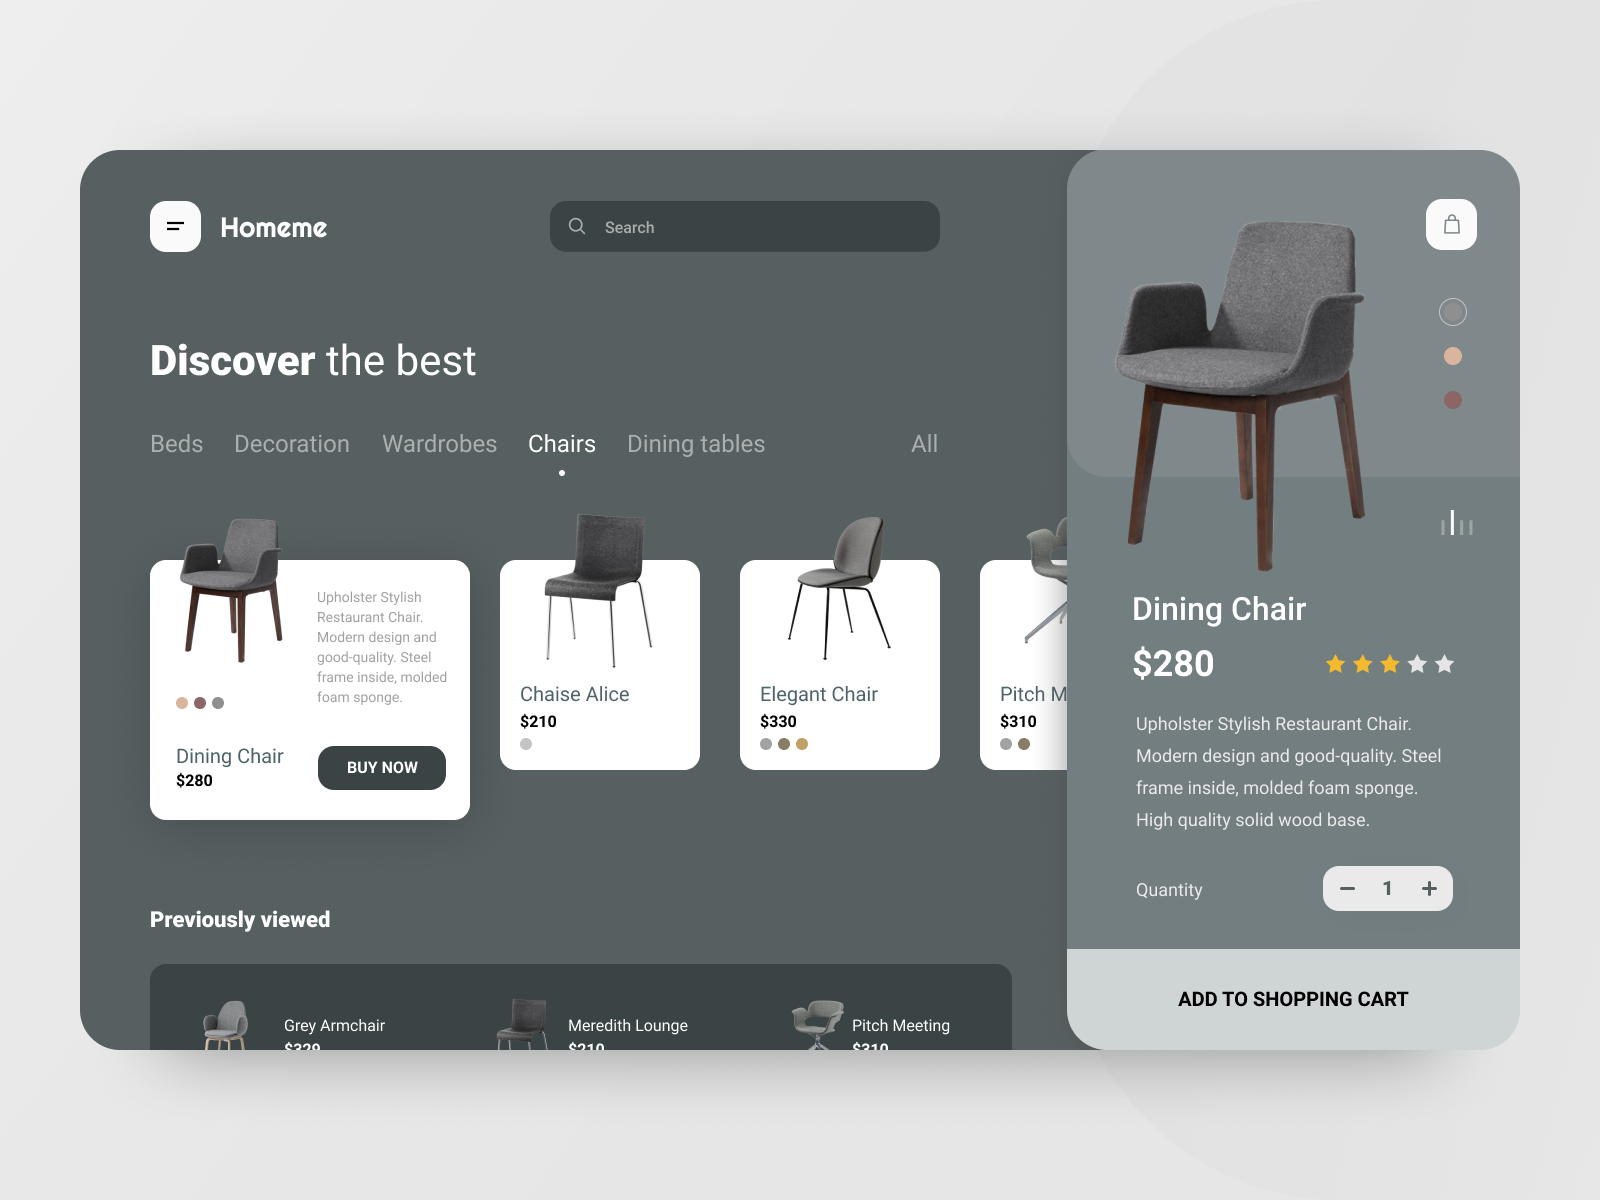 Homeme
Search
Discover the best
Beds Decoration Wardrobes Chairs Dining tables All
Upholster Stylish
Restaurant Chair.
Modern design and
good-quality. Steel
frame inside, molded
foam sponge.
Dining Chair
$280
BUY NOW
Chaise Alice
$210
Elegant Chair
$330
Pitch M
$310
Previously viewed
Grey Armchair
$329
Meredith Lounge
$210
Pitch Meeting
$310
Dining Chair
$280
Upholster Stylish Restaurant Chair.
Modern design and good-quality. Steel
frame inside, molded foam sponge.
High quality solid wood base.
Quantity
1
ADD TO SHOPPING CART